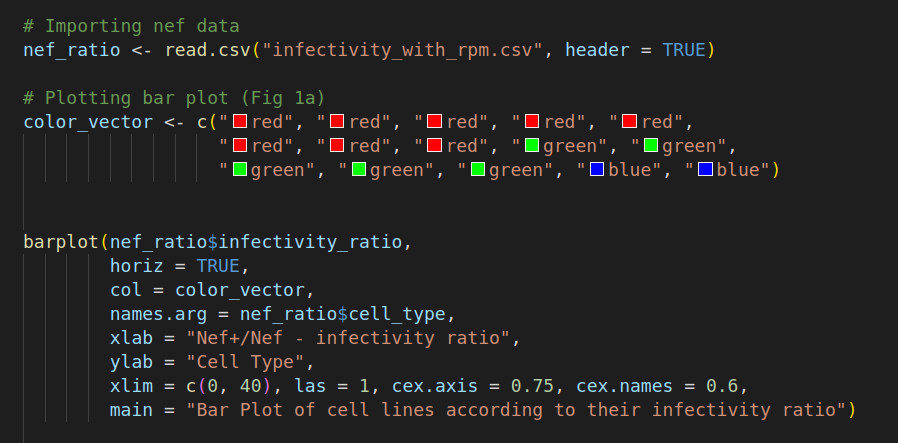 # Importing nef data
nef_ratio <- read.csv("infectivity_with_rpm.csv", header = TRUE)
# Plotting bar plot (Fig 1a)
color_vector <- c("red", "red", "red", "red", "red",
"red", "red", "red", "green", "green",
"green", "green", "green", "blue", "blue")
barplot(nef_ratio$infectivity_ratio,
horiz = TRUE,
col = color_vector,
names.arg = nef_ratio$cell_type,
xlab = "Nef+/Nef - infectivity ratio",
ylab = "Cell Type",
xlim = c(0, 40), las = 1, cex.axis = 0.75, cex.names = 0.6,
main = "Bar Plot of cell lines according to their infectivity ratio")